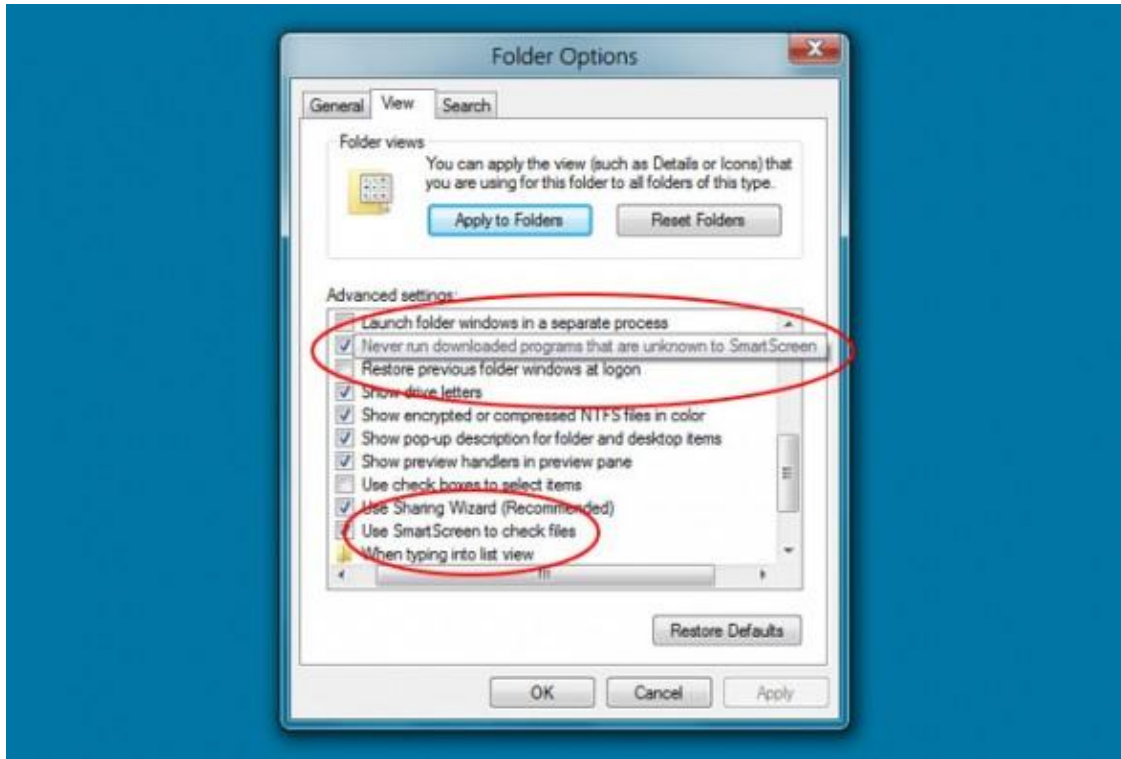 Folder Options
General View Search
Folder views
You can apply the view (such as Details or Icons) that
you are using for this folder to all folders of this type.
Apply to Folders Reset Folders
Advanced settings:
Launch folder windows in a separate process
Never run downloaded programs that are unknown to SmartScreen
Restore previous folder windows at logon
Show drive letters
Show encrypted or compressed NTFS files in color
Show pop-up description for folder and desktop items
Show preview handlers in preview pane
Use check boxes to select items
Use Sharing Wizard (Recommended)
Use SmartScreen to check files
When typing into list view
Restore Defaults
OK Cancel Apply